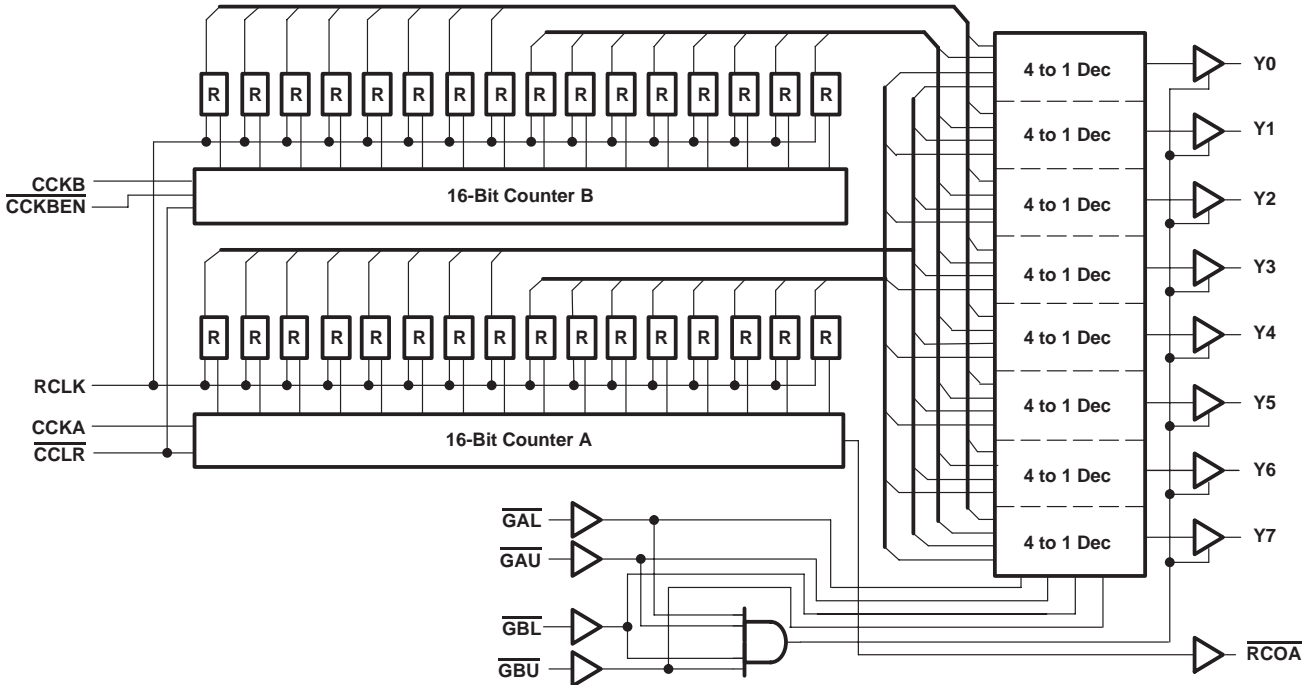 R R R R R R R R R R R R R R R R
4 to 1 Dec
Y0
4 to 1 Dec
Y1
CCKB
CCKBEN
16-Bit Counter B
4 to 1 Dec
Y2
4 to 1 Dec
Y3
R R R R R R R R R R R R R R R R
4 to 1 Dec
Y4
RCLK
4 to 1 Dec
Y5
CCKA
CCLR
16-Bit Counter A
4 to 1 Dec
Y6
GAL
4 to 1 Dec
Y7
GAU
GBL
GBU
RCOA